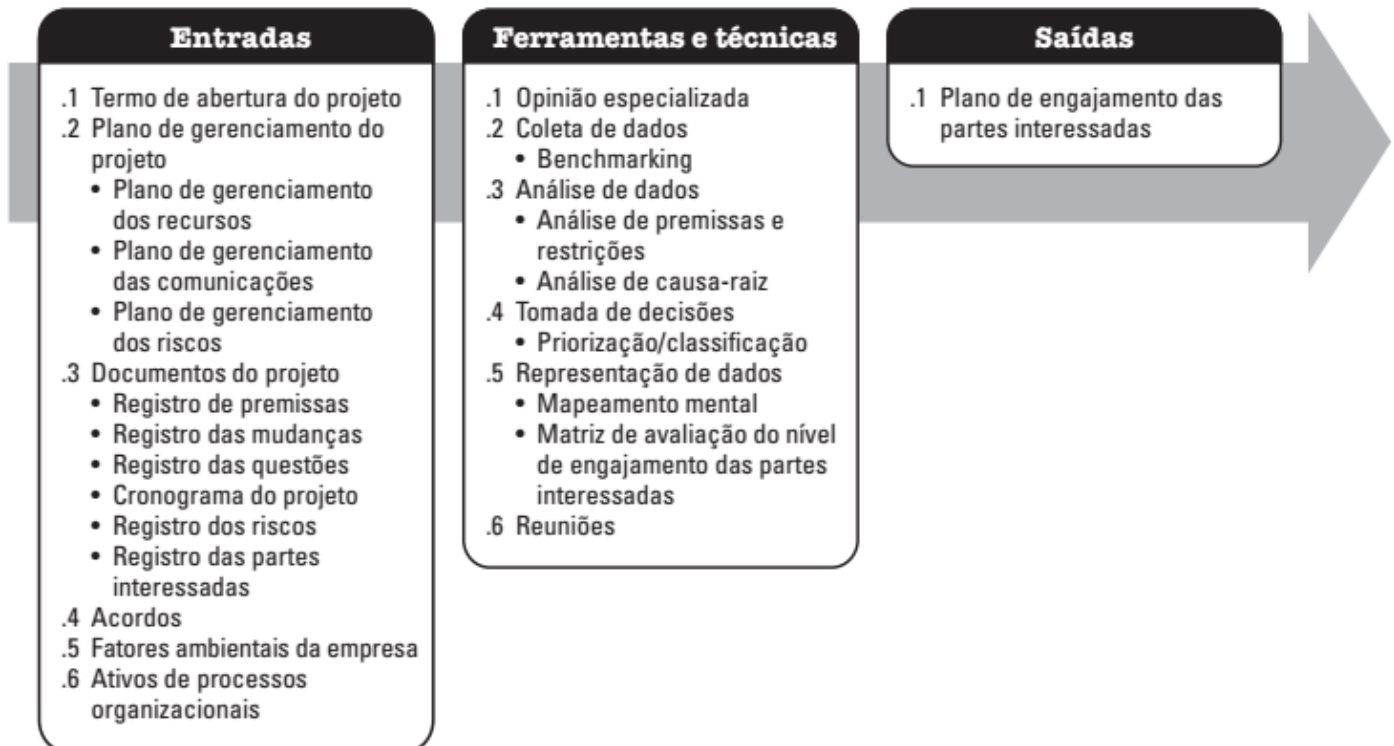 Entradas
.1 Termo de abertura do projeto
.2 Plano de gerenciamento do
projeto
• Plano de gerenciamento
dos recursos
• Plano de gerenciamento
das comunicações
• Plano de gerenciamento
dos riscos
.3 Documentos do projeto
• Registro de premissas
• Registro das mudanças
• Registro das questões
• Cronograma do projeto
• Registro dos riscos
• Registro das partes
interessadas
.4 Acordos
.5 Fatores ambientais da empresa
.6 Ativos de processos
organizacionais
Ferramentas e técnicas
.1 Opinião especializada
.2 Coleta de dados
• Benchmarking
.3 Análise de dados
• Análise de premissas e
restrições
• Análise de causa-raiz
.4 Tomada de decisões
• Priorização/classificação
.5 Representação de dados
• Mapeamento mental
• Matriz de avaliação do nível
de engajamento das partes
interessadas
.6 Reuniões
Saídas
.1 Plano de engajamento das
partes interessadas